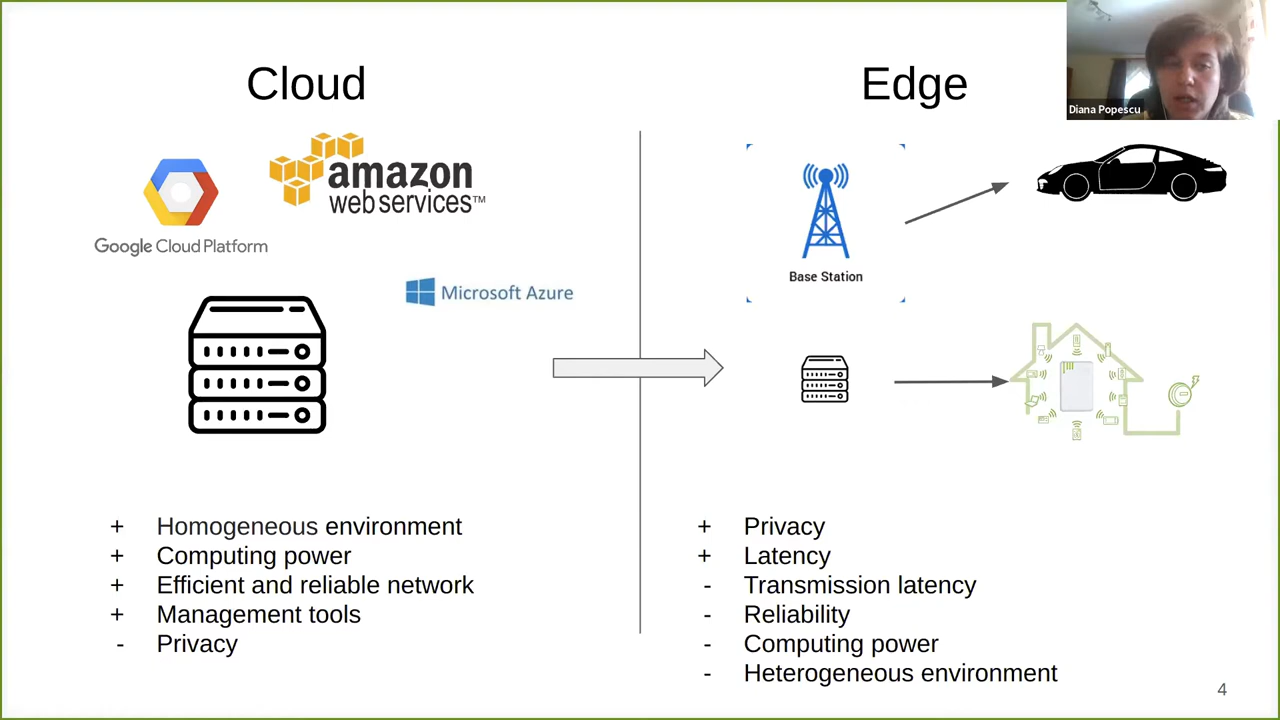 Cloud
Edge
Diana Popescu
amazon
web services™
Google Cloud Platform
Microsoft Azure
Base Station
+ Homogeneous environment
+ Computing power
+ Efficient and reliable network
+ Management tools
- Privacy
+ Privacy
+ Latency
- Transmission latency
- Reliability
- Computing power
- Heterogeneous environment
4